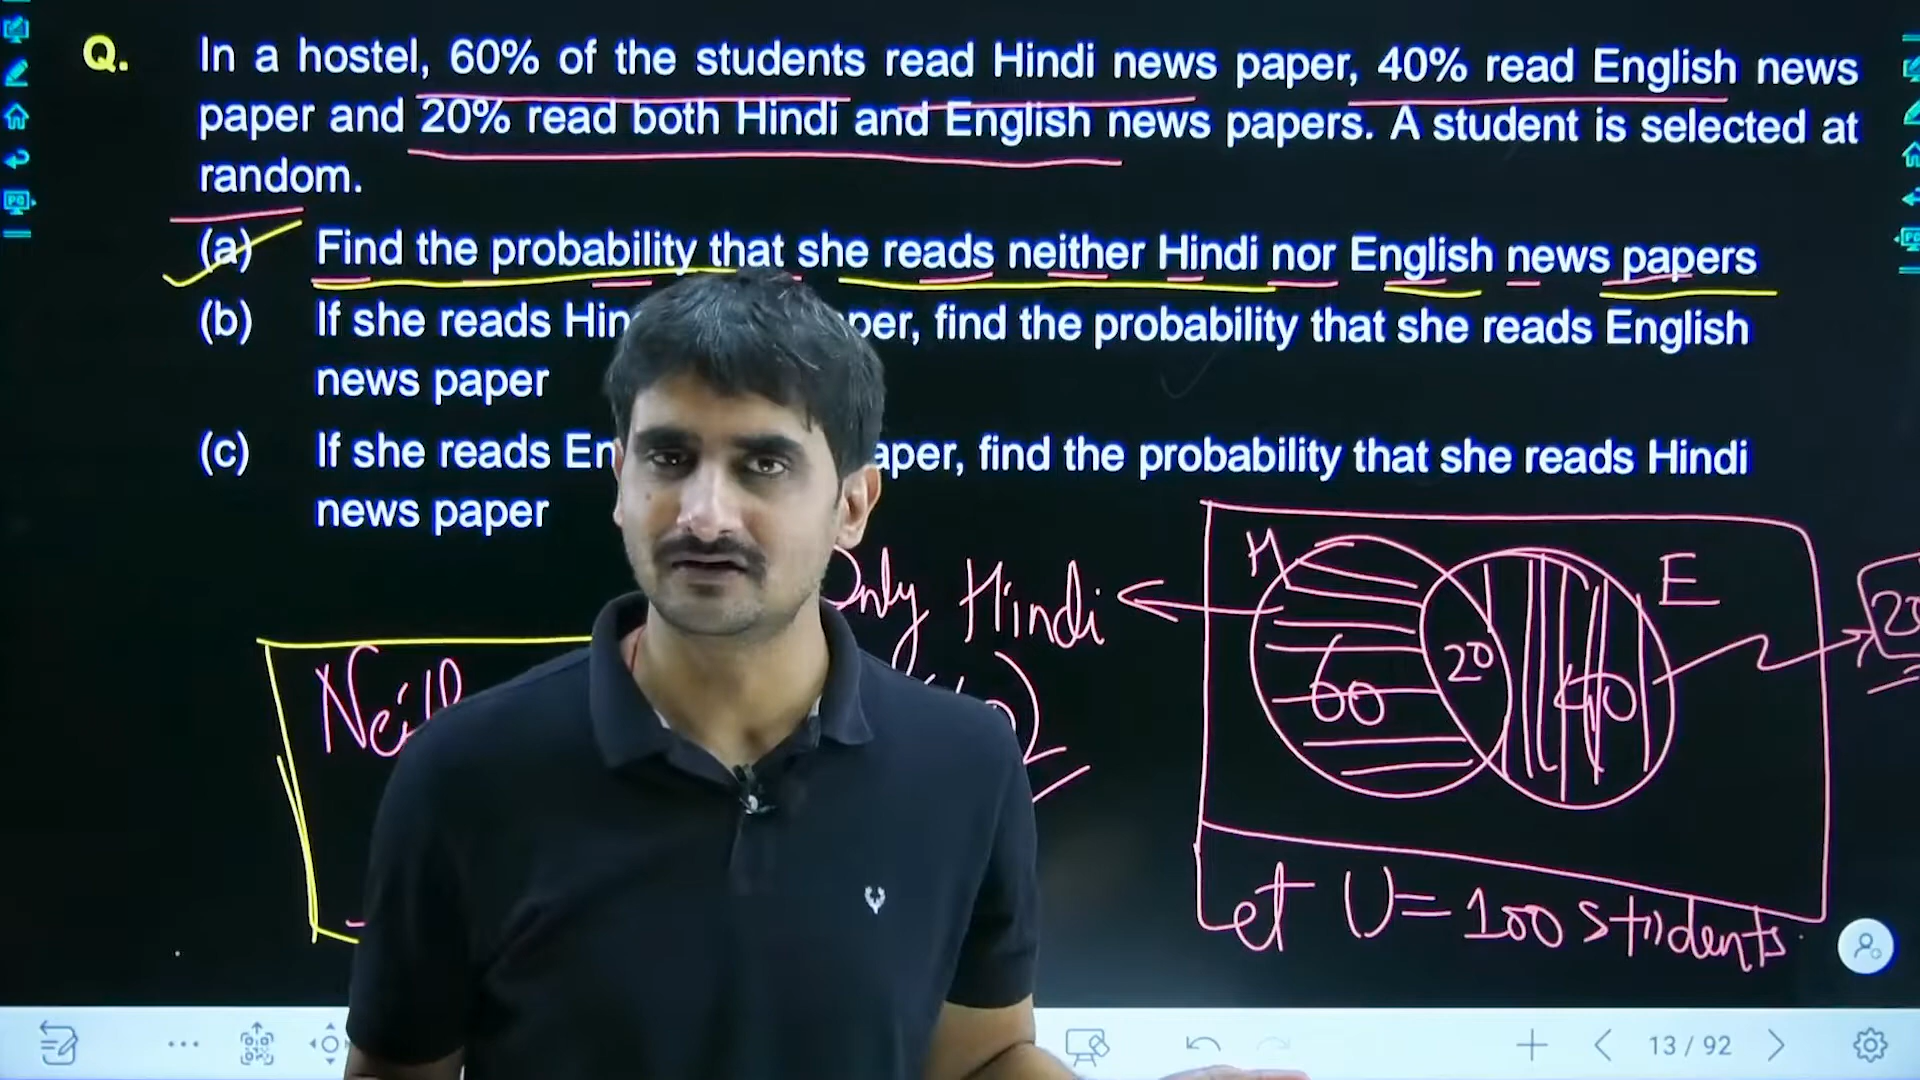 Q. In a hostel, 60% of the students read Hindi news paper, 40% read English news
paper and 20% read both Hindi and English news papers. A student is selected at
random.
(a) Find the probability that she reads neither Hindi nor English news papers
(b) If she reads Hin per, find the probability that she reads English
news paper
(c) If she reads En aper, find the probability that she reads Hindi
news paper
Only Hindi
H
E
60
20
40
20
Let U = 100 students
13 / 92